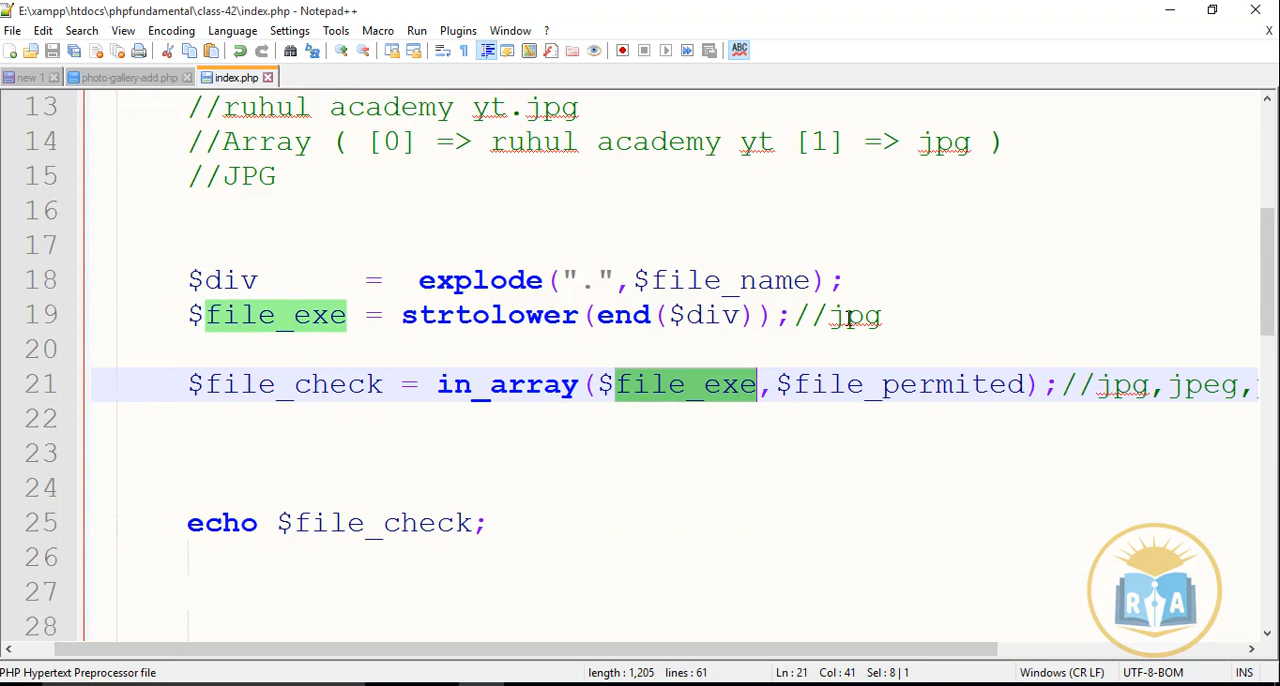 E:\xampp\htdocs\phpfundamental\class-42\index.php - Notepad++
File Edit Search View Encoding Language Settings Tools Macro Run Plugins Window ? X
new 1 photo-gallery-add.php index.php
13 //ruhul academy yt.jpg
14 //Array ( [0] => ruhul academy yt [1] => jpg )
15 //JPG
16
17
18 $div = explode(".",$file_name);
19 $file_exe = strtolower(end($div));//jpg
20
21 $file_check = in_array($file_exe,$file_permited);//jpg,jpeg,
22
23
24
25 echo $file_check;
26
27
28
R A
PHP Hypertext Preprocessor file length : 1,205 lines : 61 Ln : 21 Col : 41 Sel : 8 | 1 Windows (CR LF) UTF-8-BOM INS